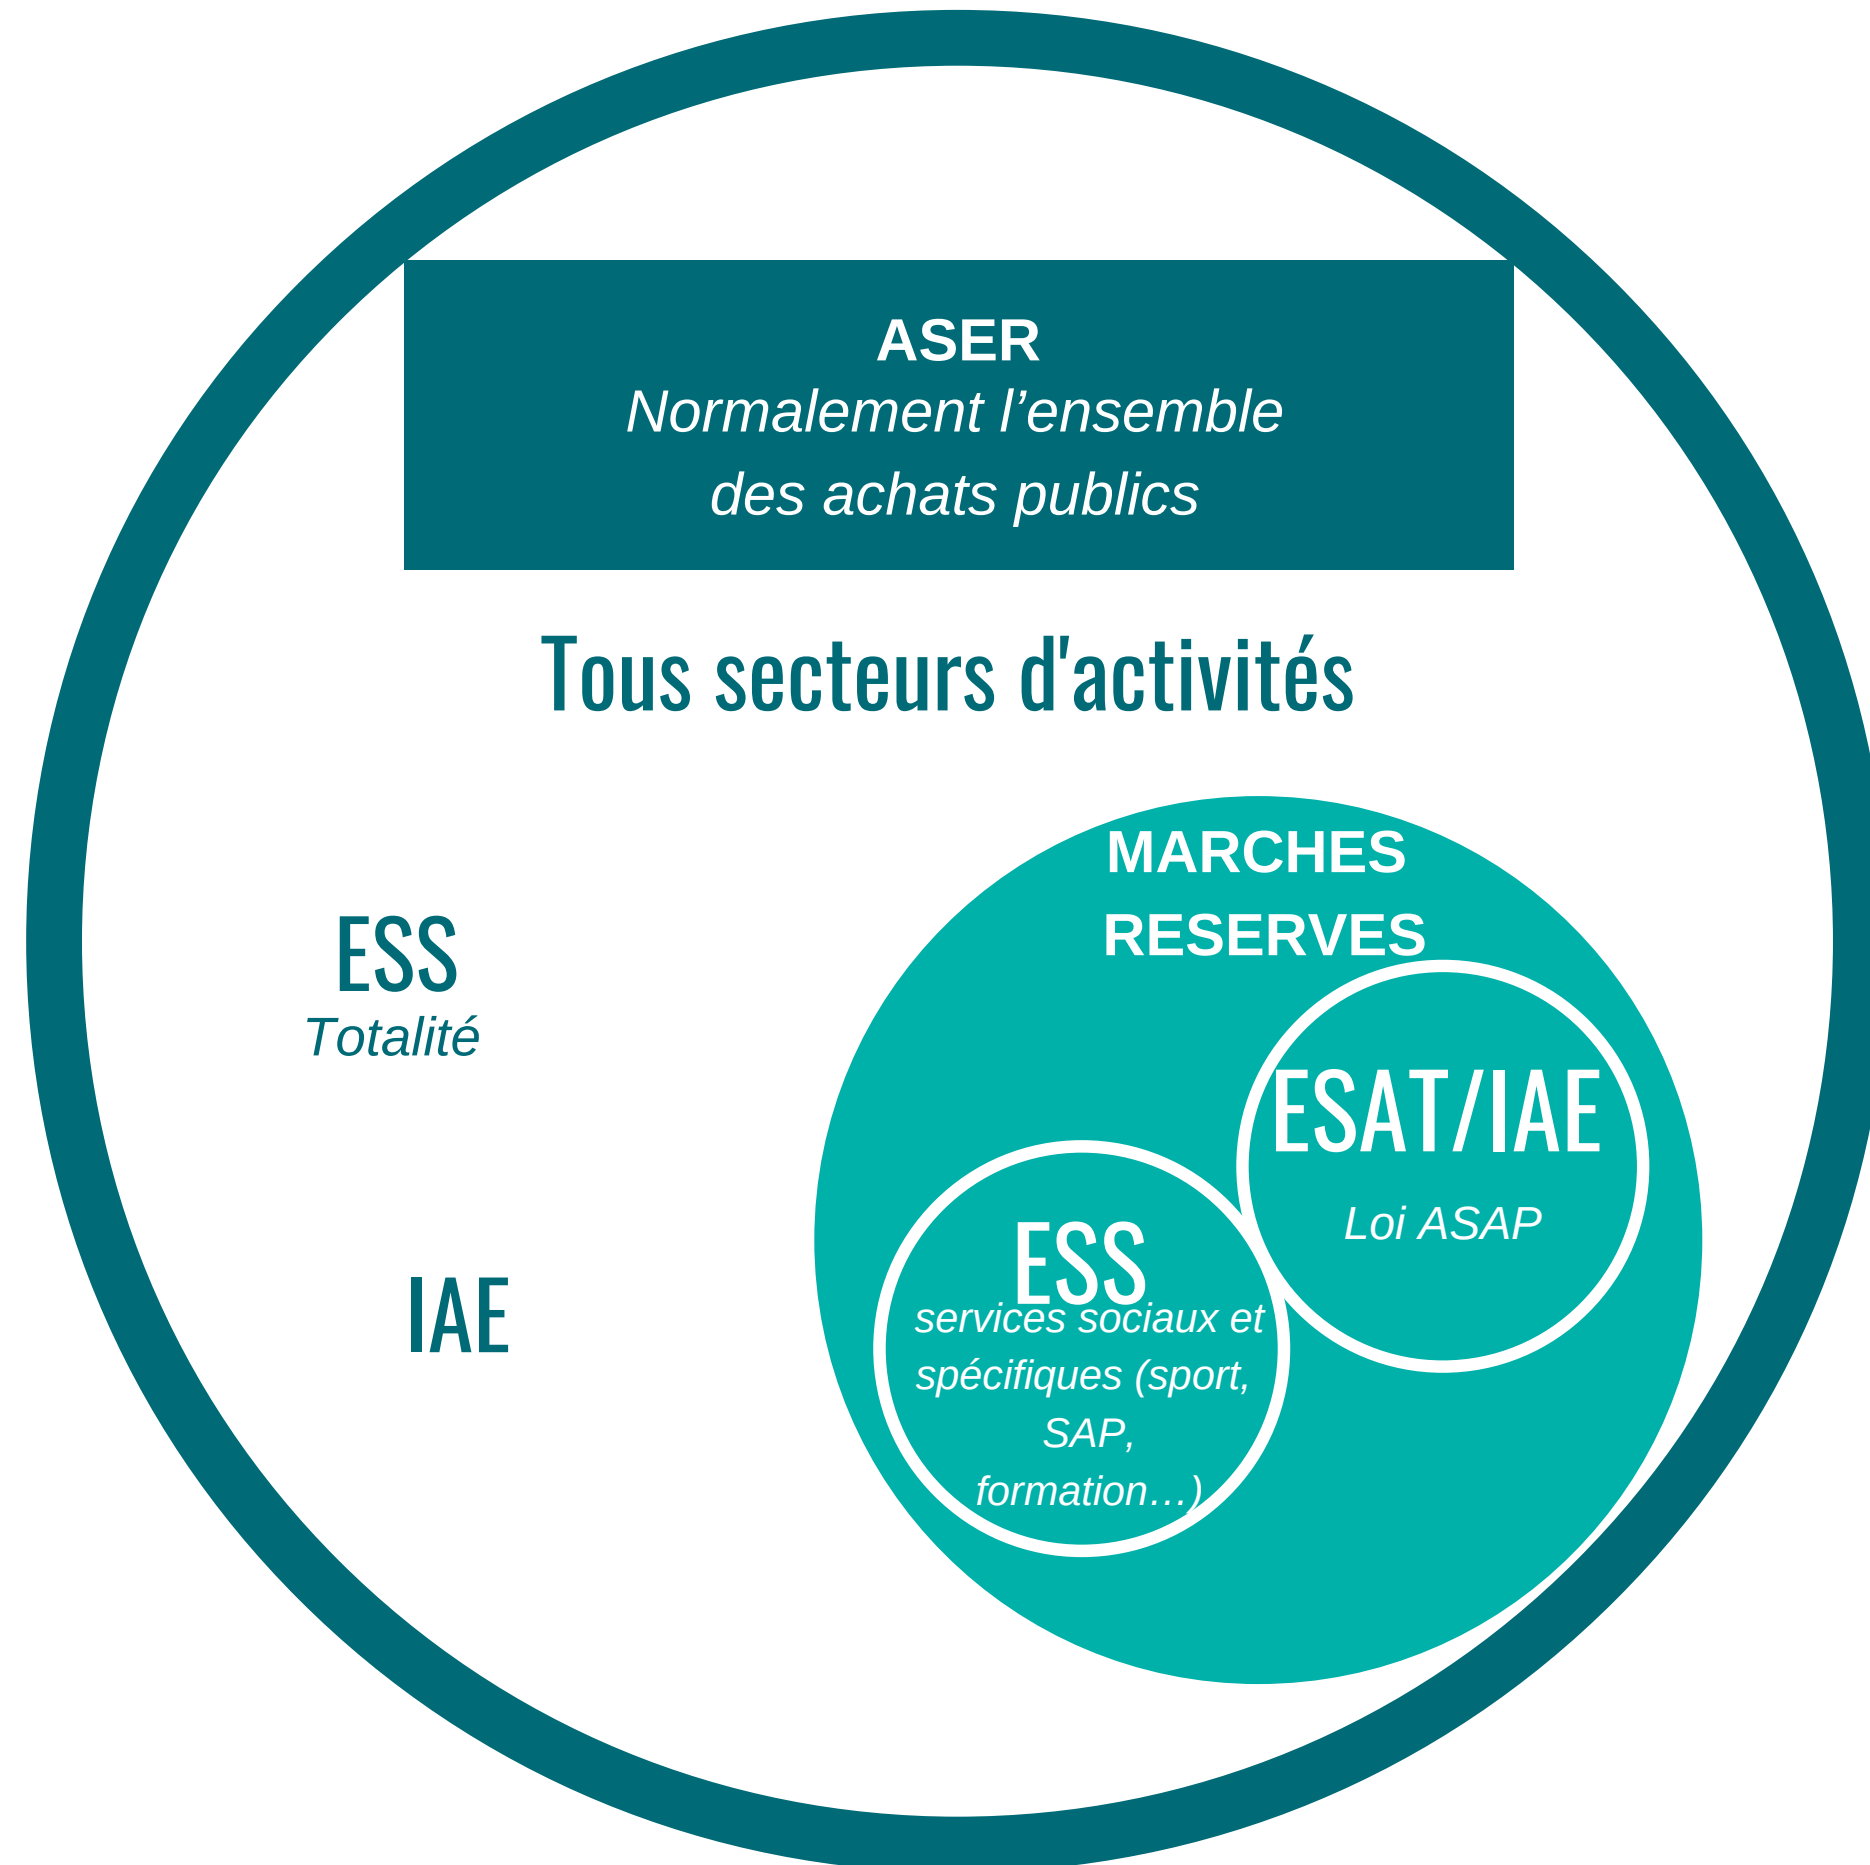 ASER
Normalement l’ensemble
des achats publics
Tous secteurs d'activités
MARCHES
RESERVES
ESS
Totalité
ESAT/IAE
Loi ASAP
ESS
services sociaux et
spécifiques (sport,
SAP,
formation…)
IAE